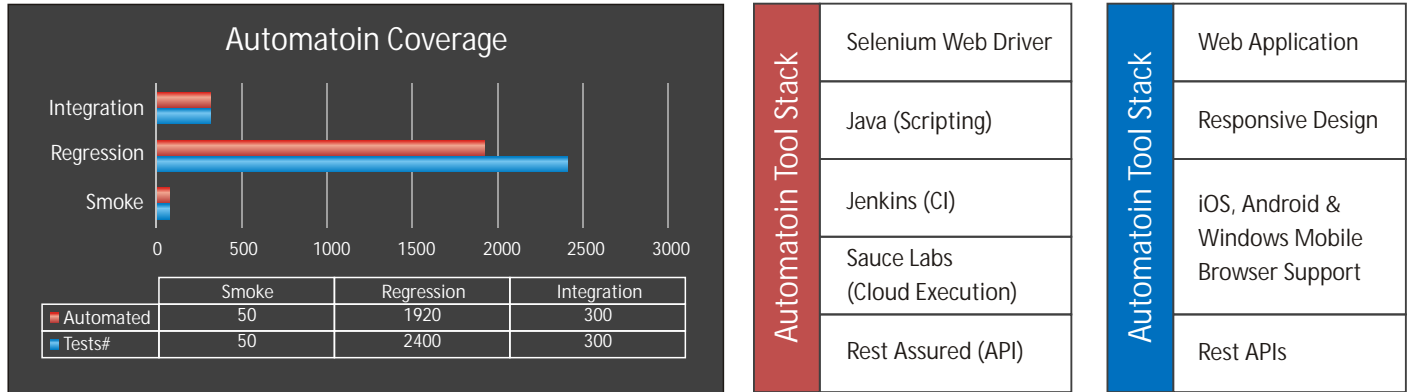 Automatoin Coverage
Integration
Regression
Smoke
0 500 1000 1500 2000 2500 3000
Smoke Regression Integration
Automated 50 1920 300
Tests# 50 2400 300
Automatoin Tool Stack
Selenium Web Driver
Java (Scripting)
Jenkins (CI)
Sauce Labs
(Cloud Execution)
Rest Assured (API)
Automatoin Tool Stack
Web Application
Responsive Design
iOS, Android &
Windows Mobile
Browser Support
Rest APIs